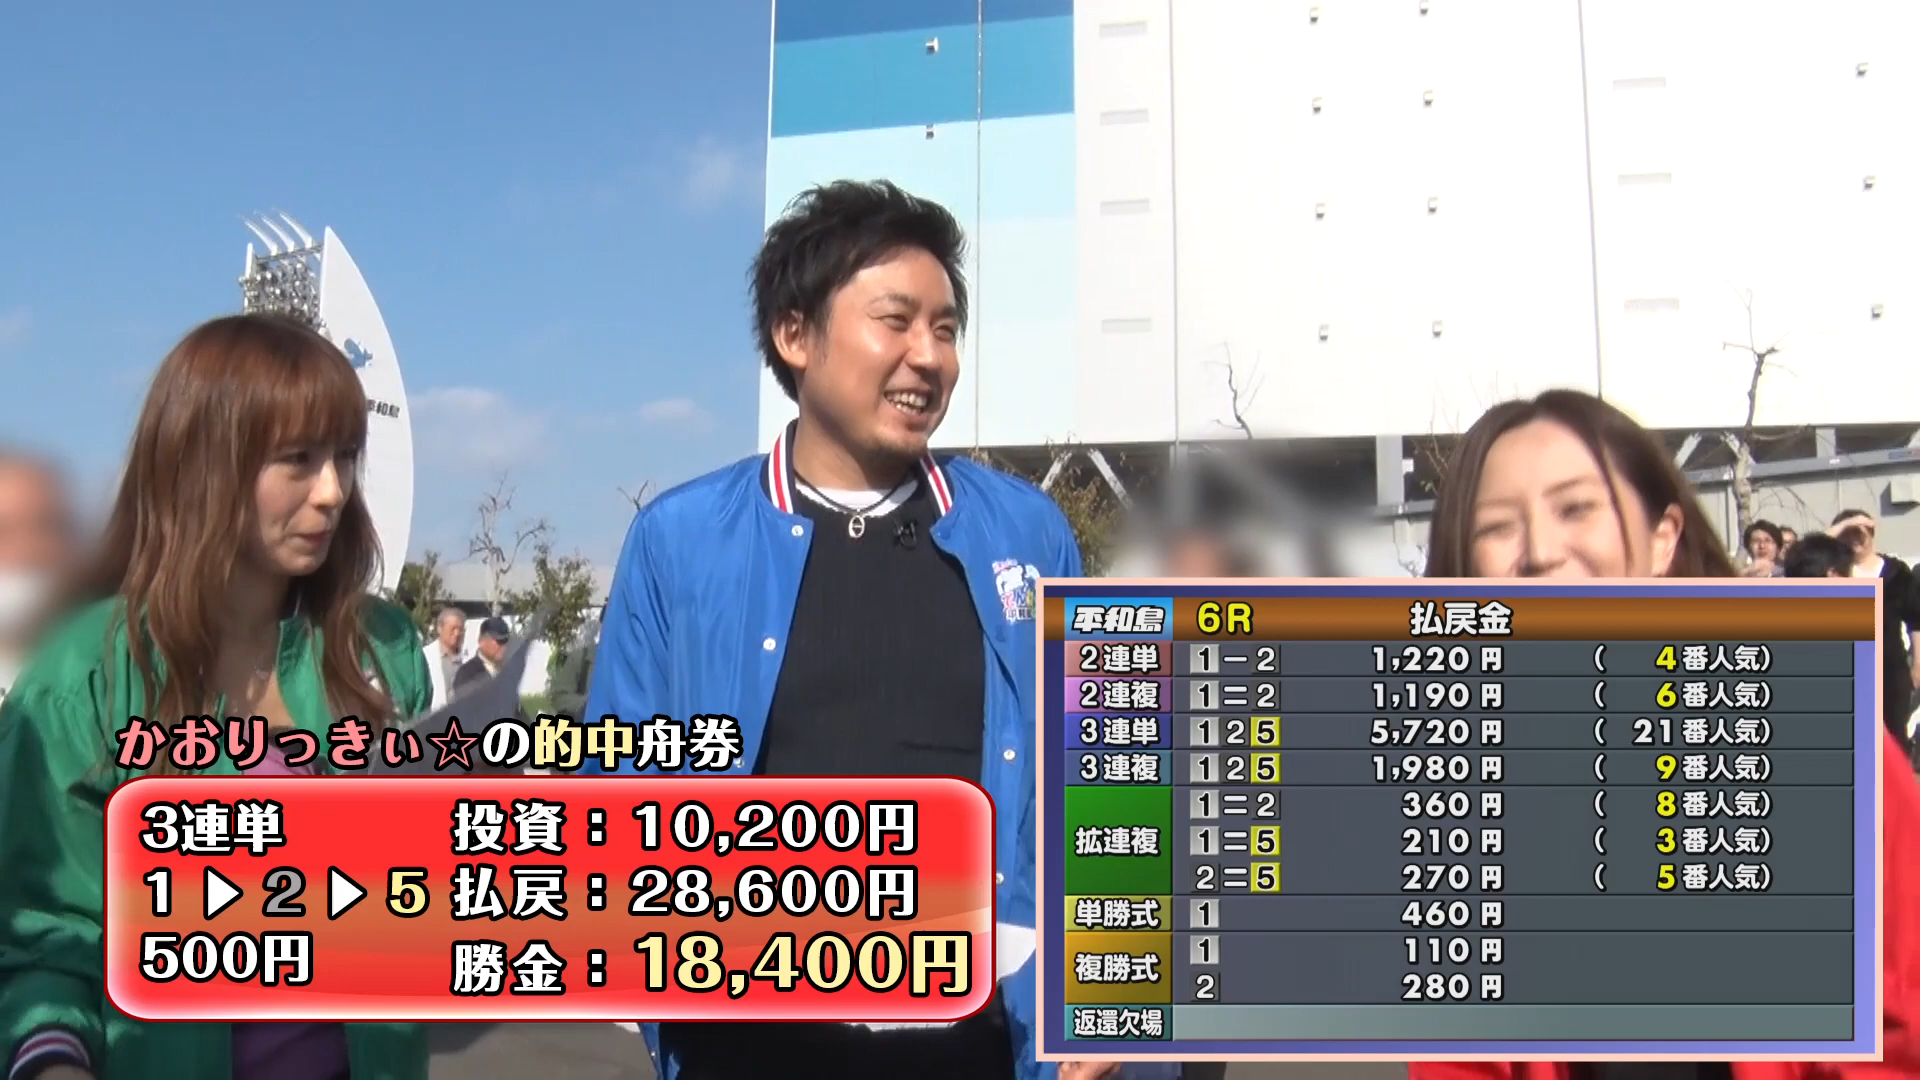 平和島
かおりっきぃ☆の的中舟券
3連単
1▶2▶5
500円
投資：10,200円
払戻：28,600円
勝金：18,400円
平和島 6R 払戻金
2連単 1-2 1,220円 ( 4番人気)
2連複 1=2 1,190円 ( 6番人気)
3連単 1 2 5 5,720円 ( 21番人気)
3連複 1 2 5 1,980円 ( 9番人気)
拡連複 1=2 360円 ( 8番人気)
1=5 210円 ( 3番人気)
2=5 270円 ( 5番人気)
単勝式 1 460円
複勝式 1 110円
2 280円
返還欠場